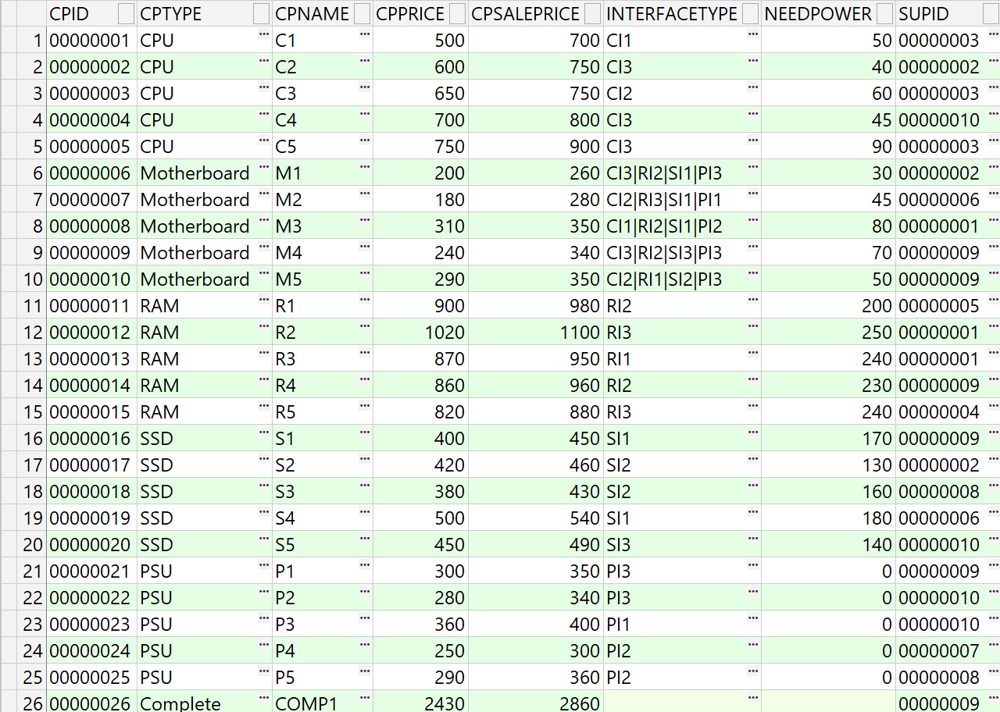 CPID CPTYPE CPNAME CPPRICE CPSALEPRICE INTERFACETYPE NEEDPOWER SUPID
1 00000001 CPU ... C1 ... 500 700 CI1 ... 50 00000003 ...
2 00000002 CPU ... C2 ... 600 750 CI3 ... 40 00000002 ...
3 00000003 CPU ... C3 ... 650 750 CI2 ... 60 00000003 ...
4 00000004 CPU ... C4 ... 700 800 CI3 ... 45 00000010 ...
5 00000005 CPU ... C5 ... 750 900 CI3 ... 90 00000003 ...
6 00000006 Motherboard ... M1 ... 200 260 CI3|RI2|SI1|PI3 ... 30 00000002 ...
7 00000007 Motherboard ... M2 ... 180 280 CI2|RI3|SI1|PI1 ... 45 00000006 ...
8 00000008 Motherboard ... M3 ... 310 350 CI1|RI2|SI1|PI2 ... 80 00000001 ...
9 00000009 Motherboard ... M4 ... 240 340 CI3|RI2|SI3|PI3 ... 70 00000009 ...
10 00000010 Motherboard ... M5 ... 290 350 CI2|RI1|SI2|PI3 ... 50 00000009 ...
11 00000011 RAM ... R1 ... 900 980 RI2 ... 200 00000005 ...
12 00000012 RAM ... R2 ... 1020 1100 RI3 ... 250 00000001 ...
13 00000013 RAM ... R3 ... 870 950 RI1 ... 240 00000001 ...
14 00000014 RAM ... R4 ... 860 960 RI2 ... 230 00000009 ...
15 00000015 RAM ... R5 ... 820 880 RI3 ... 240 00000004 ...
16 00000016 SSD ... S1 ... 400 450 SI1 ... 170 00000009 ...
17 00000017 SSD ... S2 ... 420 460 SI2 ... 130 00000002 ...
18 00000018 SSD ... S3 ... 380 430 SI2 ... 160 00000008 ...
19 00000019 SSD ... S4 ... 500 540 SI1 ... 180 00000006 ...
20 00000020 SSD ... S5 ... 450 490 SI3 ... 140 00000010 ...
21 00000021 PSU ... P1 ... 300 350 PI3 ... 0 00000009 ...
22 00000022 PSU ... P2 ... 280 340 PI3 ... 0 00000010 ...
23 00000023 PSU ... P3 ... 360 400 PI1 ... 0 00000010 ...
24 00000024 PSU ... P4 ... 250 300 PI2 ... 0 00000007 ...
25 00000025 PSU ... P5 ... 290 360 PI2 ... 0 00000008 ...
26 00000026 Complete ... COMP1 ... 2430 2860 ... 00000009 ...